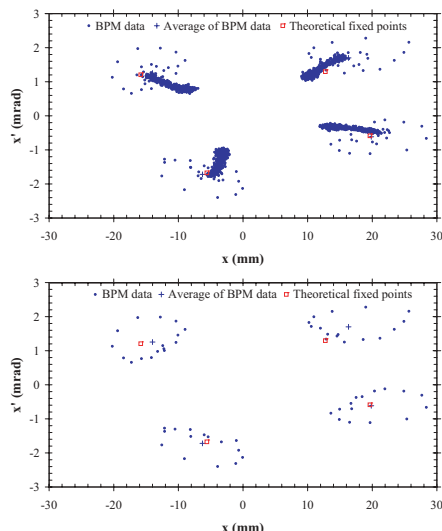 BPM data + Average of BPM data Theoretical fixed points
3
2
1
0
-1
-2
-3
x' (mrad)
-30 -20 -10 0 10 20 30
x (mm)
BPM data + Average of BPM data Theoretical fixed points
3
2
1
0
-1
-2
-3
x' (mrad)
-30 -20 -10 0 10 20 30
x (mm)